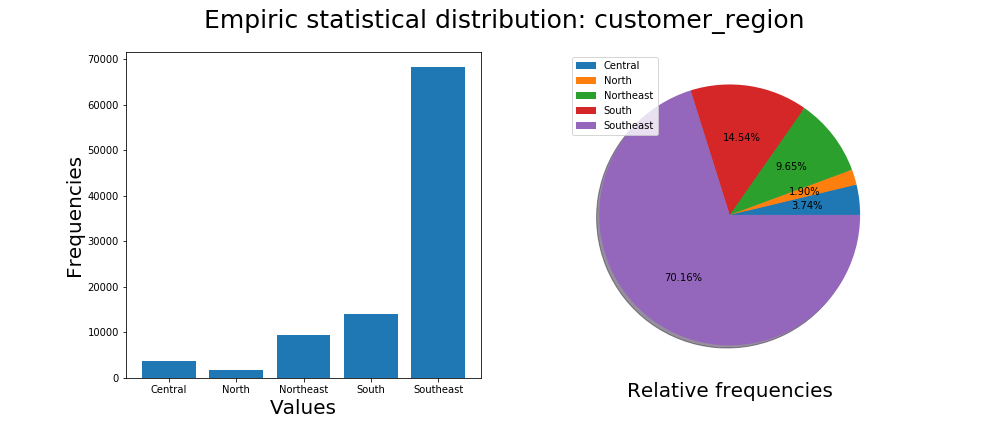 Empiric statistical distribution: customer_region
Frequencies
70000
60000
50000
40000
30000
20000
10000
0
Central North Northeast South Southeast
Values
Central
North
Northeast
South
Southeast
14.54%
9.65%
1.90%
3.74%
70.16%
Relative frequencies